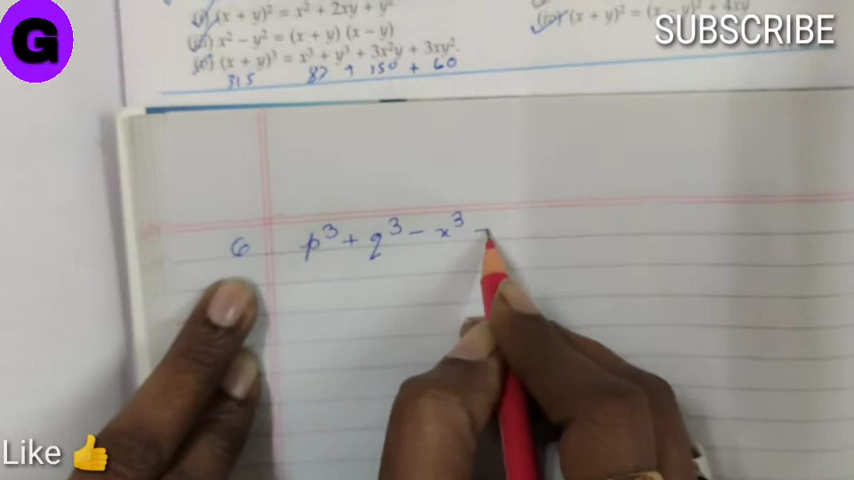 G
(i) (x + y)² = x² + 2xy + y²
(iii) x² – y² = (x + y) (x – y)
(x + y)³ = x³ + y³ + 3x²y + 3xy².
315 87 + 150 + 60
(x + y)² = (x – y)² + 4xy
SUBSCRIBE
6 p³ + q³ – x³ –
Like 👍